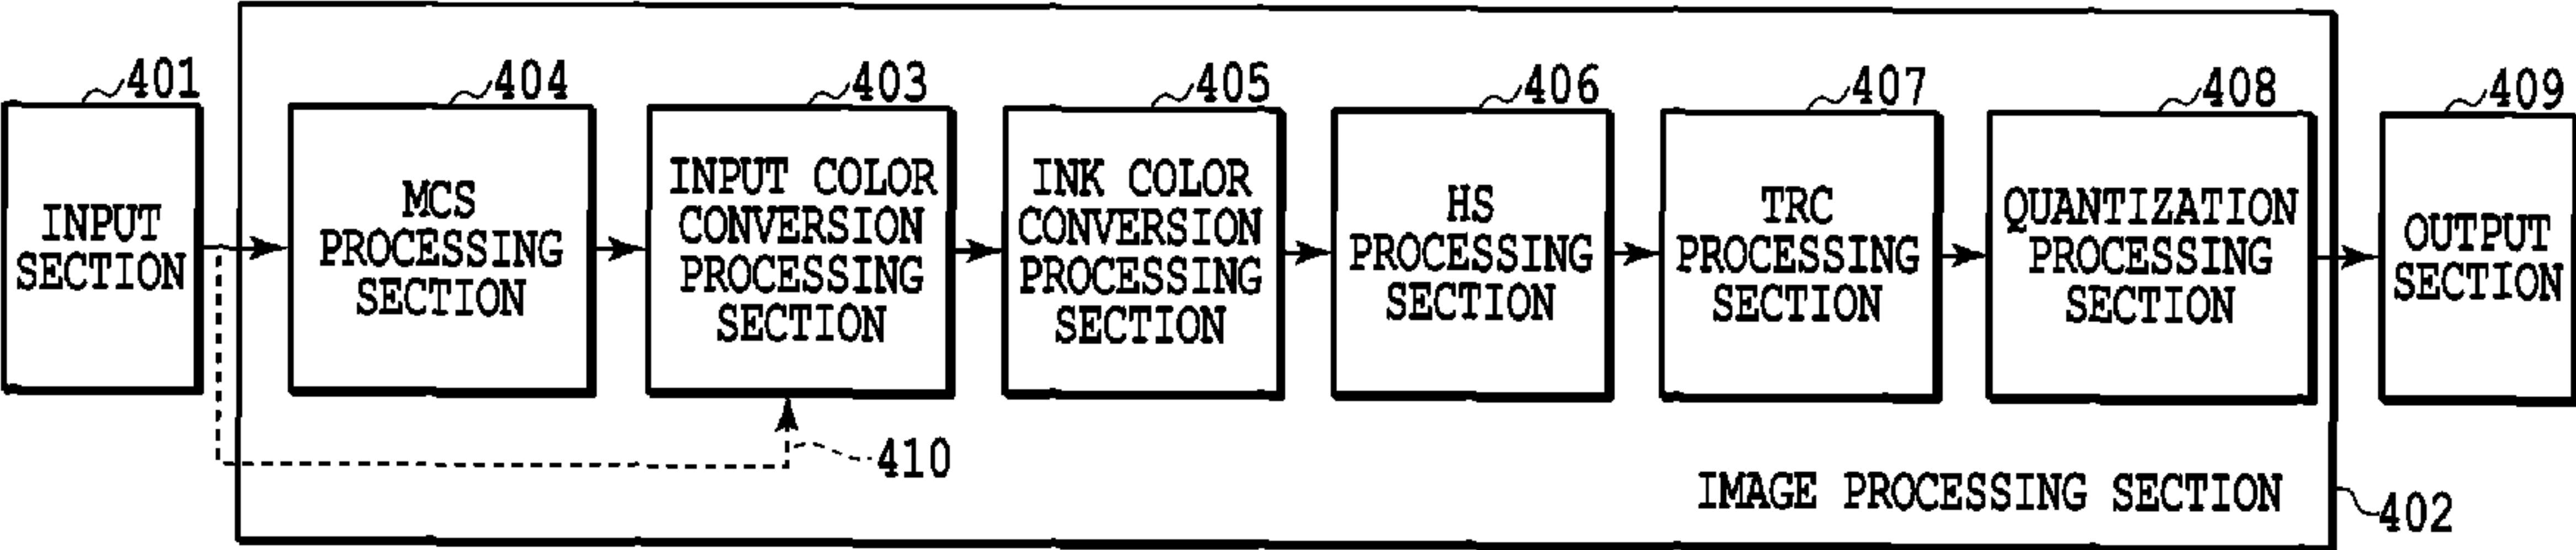 401
INPUT
SECTION
404
MCS
PROCESSING
SECTION
403
INPUT COLOR
CONVERSION
PROCESSING
SECTION
405
INK COLOR
CONVERSION
PROCESSING
SECTION
406
HS
PROCESSING
SECTION
407
TRC
PROCESSING
SECTION
408
QUANTIZATION
PROCESSING
SECTION
409
OUTPUT
SECTION
410
IMAGE PROCESSING SECTION
402